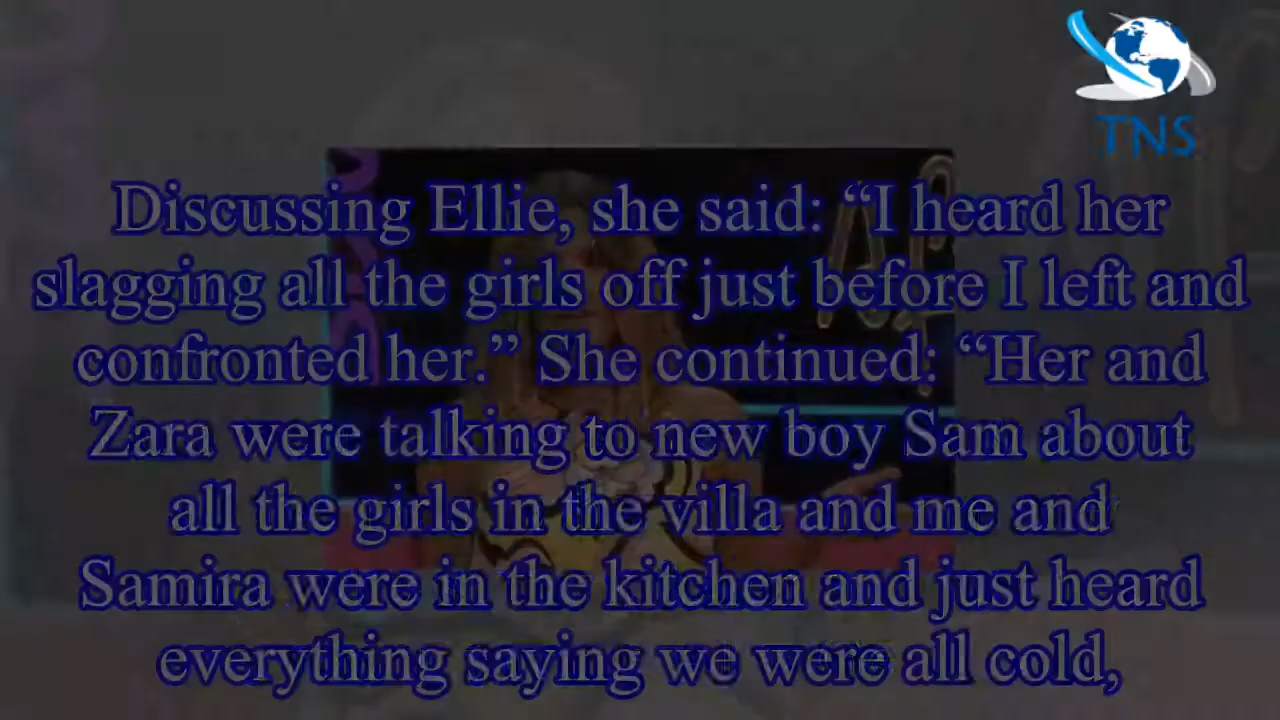 TNS
Discussing Ellie, she said: “I heard her
slagging all the girls off just before I left and
confronted her.” She continued: “Her and
Zara were talking to new boy Sam about
all the girls in the villa and me and
Samira were in the kitchen and just heard
everything saying we were all cold,